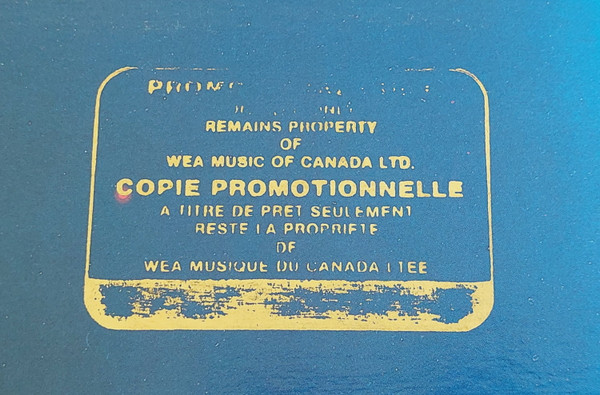 REMAINS PROPERTY
OF
WEA MUSIC OF CANADA LTD.
COPIE PROMOTIONNELLE
A TITRE DE PRET SEULEMENT
RESTE LA PROPRIETE
DE
WEA MUSIQUE DU CANADA LTEE